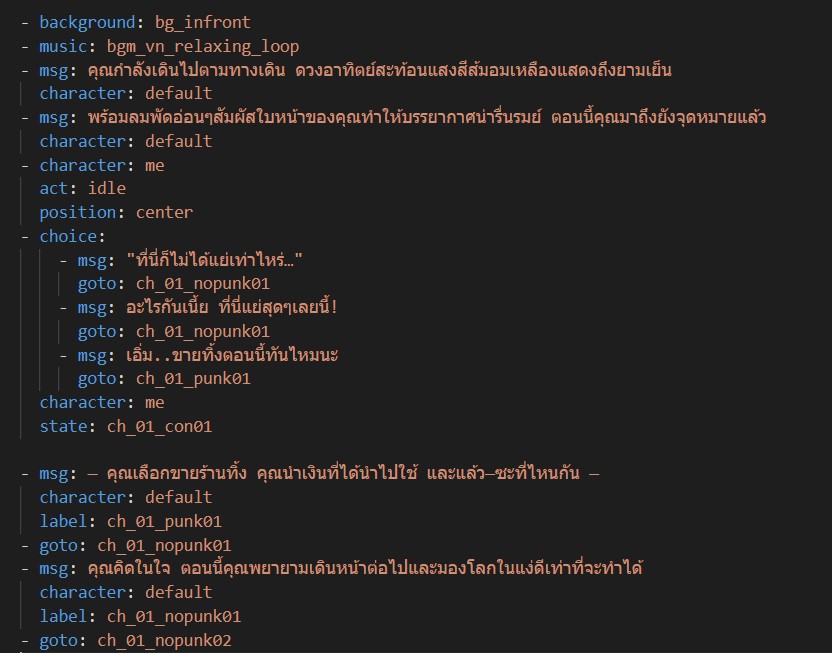 - background: bg_infront
- music: bgm_vn_relaxing_loop
- msg: คุณกำลังเดินไปตามทางเดิน ดวงอาทิตย์สะท้อนแสงสีส้มอมเหลืองแสดงถึงยามเย็น
character: default
- msg: พร้อมลมพัดอ่อนๆสัมผัสใบหน้าของคุณทำให้บรรยากาศน่ารื่นรมย์ ตอนนี้คุณมาถึงยังจุดหมายแล้ว
character: default
- character: me
act: idle
position: center
- choice:
- msg: "ที่นี่ก็ไม่ได้แย่เท่าไหร่…"
goto: ch_01_nopunk01
- msg: อะไรกันเนี้ย ที่นี่แย่สุดๆเลยนี้!
goto: ch_01_nopunk01
- msg: เอิ่ม..ขายทิ้งตอนนี้ทันไหมนะ
goto: ch_01_punk01
character: me
state: ch_01_con01
- msg: — คุณเลือกขายร้านทิ้ง คุณนำเงินที่ได้นำไปใช้ และแล้ว—ซะที่ไหนกัน —
character: default
label: ch_01_punk01
- goto: ch_01_nopunk01
- msg: คุณคิดในใจ ตอนนี้คุณพยายามเดินหน้าต่อไปและมองโลกในแง่ดีเท่าที่จะทำได้
character: default
label: ch_01_nopunk01
- goto: ch_01_nopunk02